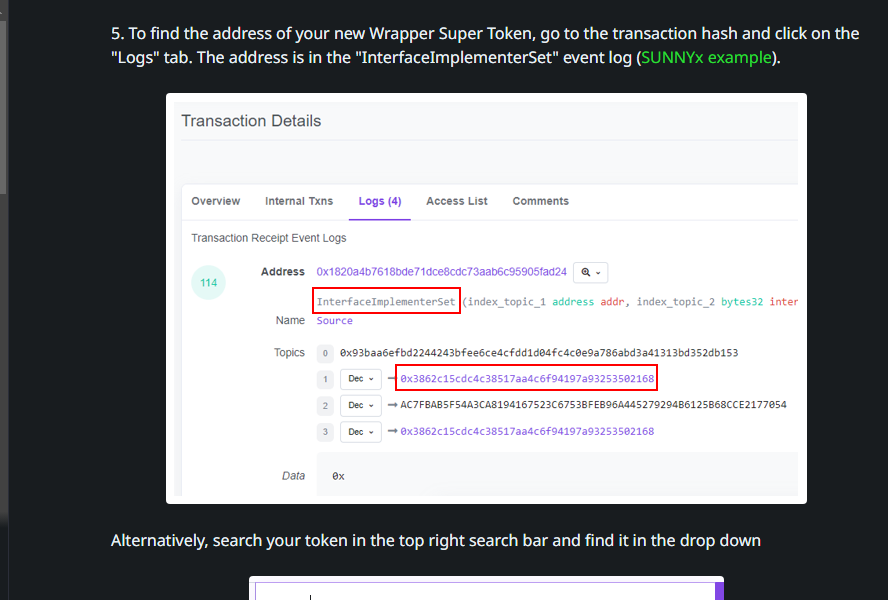 5. To find the address of your new Wrapper Super Token, go to the transaction hash and click on the
"Logs" tab. The address is in the "InterfaceImplementerSet" event log (SUNNYx example).
Transaction Details
Overview Internal Txns Logs (4) Access List Comments
Transaction Receipt Event Logs
114
Address 0x1820a4b7618bde71dce8cdc73aab6c95905fad24
InterfaceImplementerSet (index_topic_1 address addr, index_topic_2 bytes32 inter
Name Source
Topics 0 0x93baa6efbd2244243bfee6ce4cfdd1d04fc4c0e9a786abd3a41313bd352db153
1 Dec → 0x3862c15cdc4c38517aa4c6f94197a93253502168
2 Dec → AC7FBAB5F54A3CA8194167523C6753BFEB96A445279294B6125B68CCE2177054
3 Dec → 0x3862c15cdc4c38517aa4c6f94197a93253502168
Data 0x
Alternatively, search your token in the top right search bar and find it in the drop down